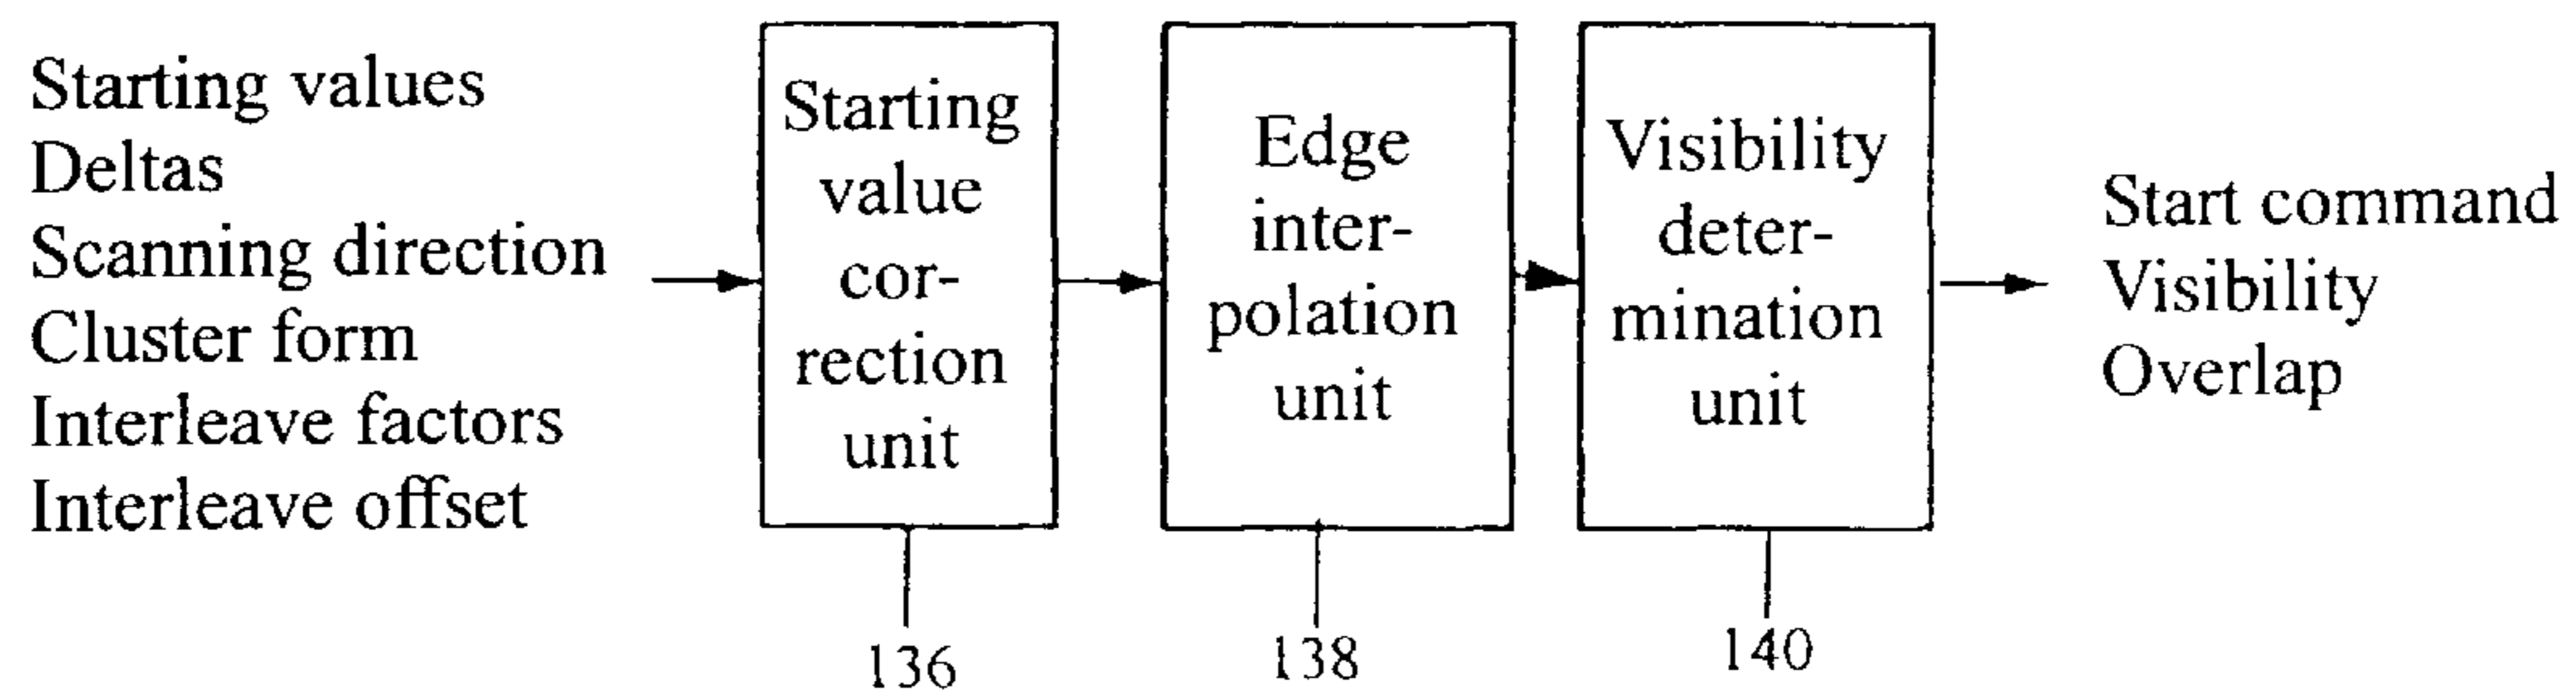 Starting values
Deltas
Scanning direction
Cluster form
Interleave factors
Interleave offset
Starting
value
cor-
rection
unit
136
Edge
inter-
polation
unit
138
Visibility
deter-
mination
unit
140
Start command
Visibility
Overlap